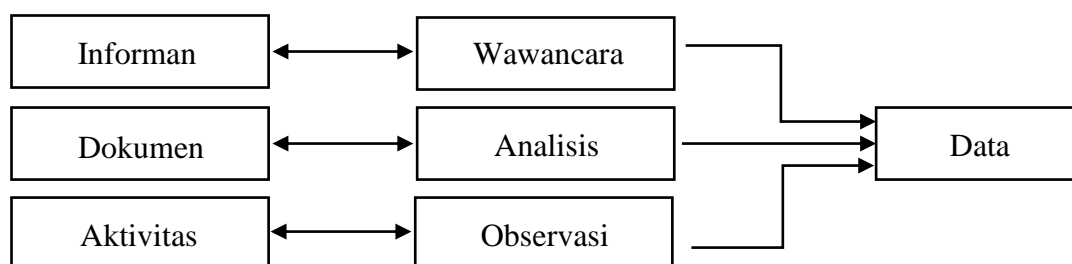 Informan
Wawancara
Dokumen
Analisis
Data
Aktivitas
Observasi